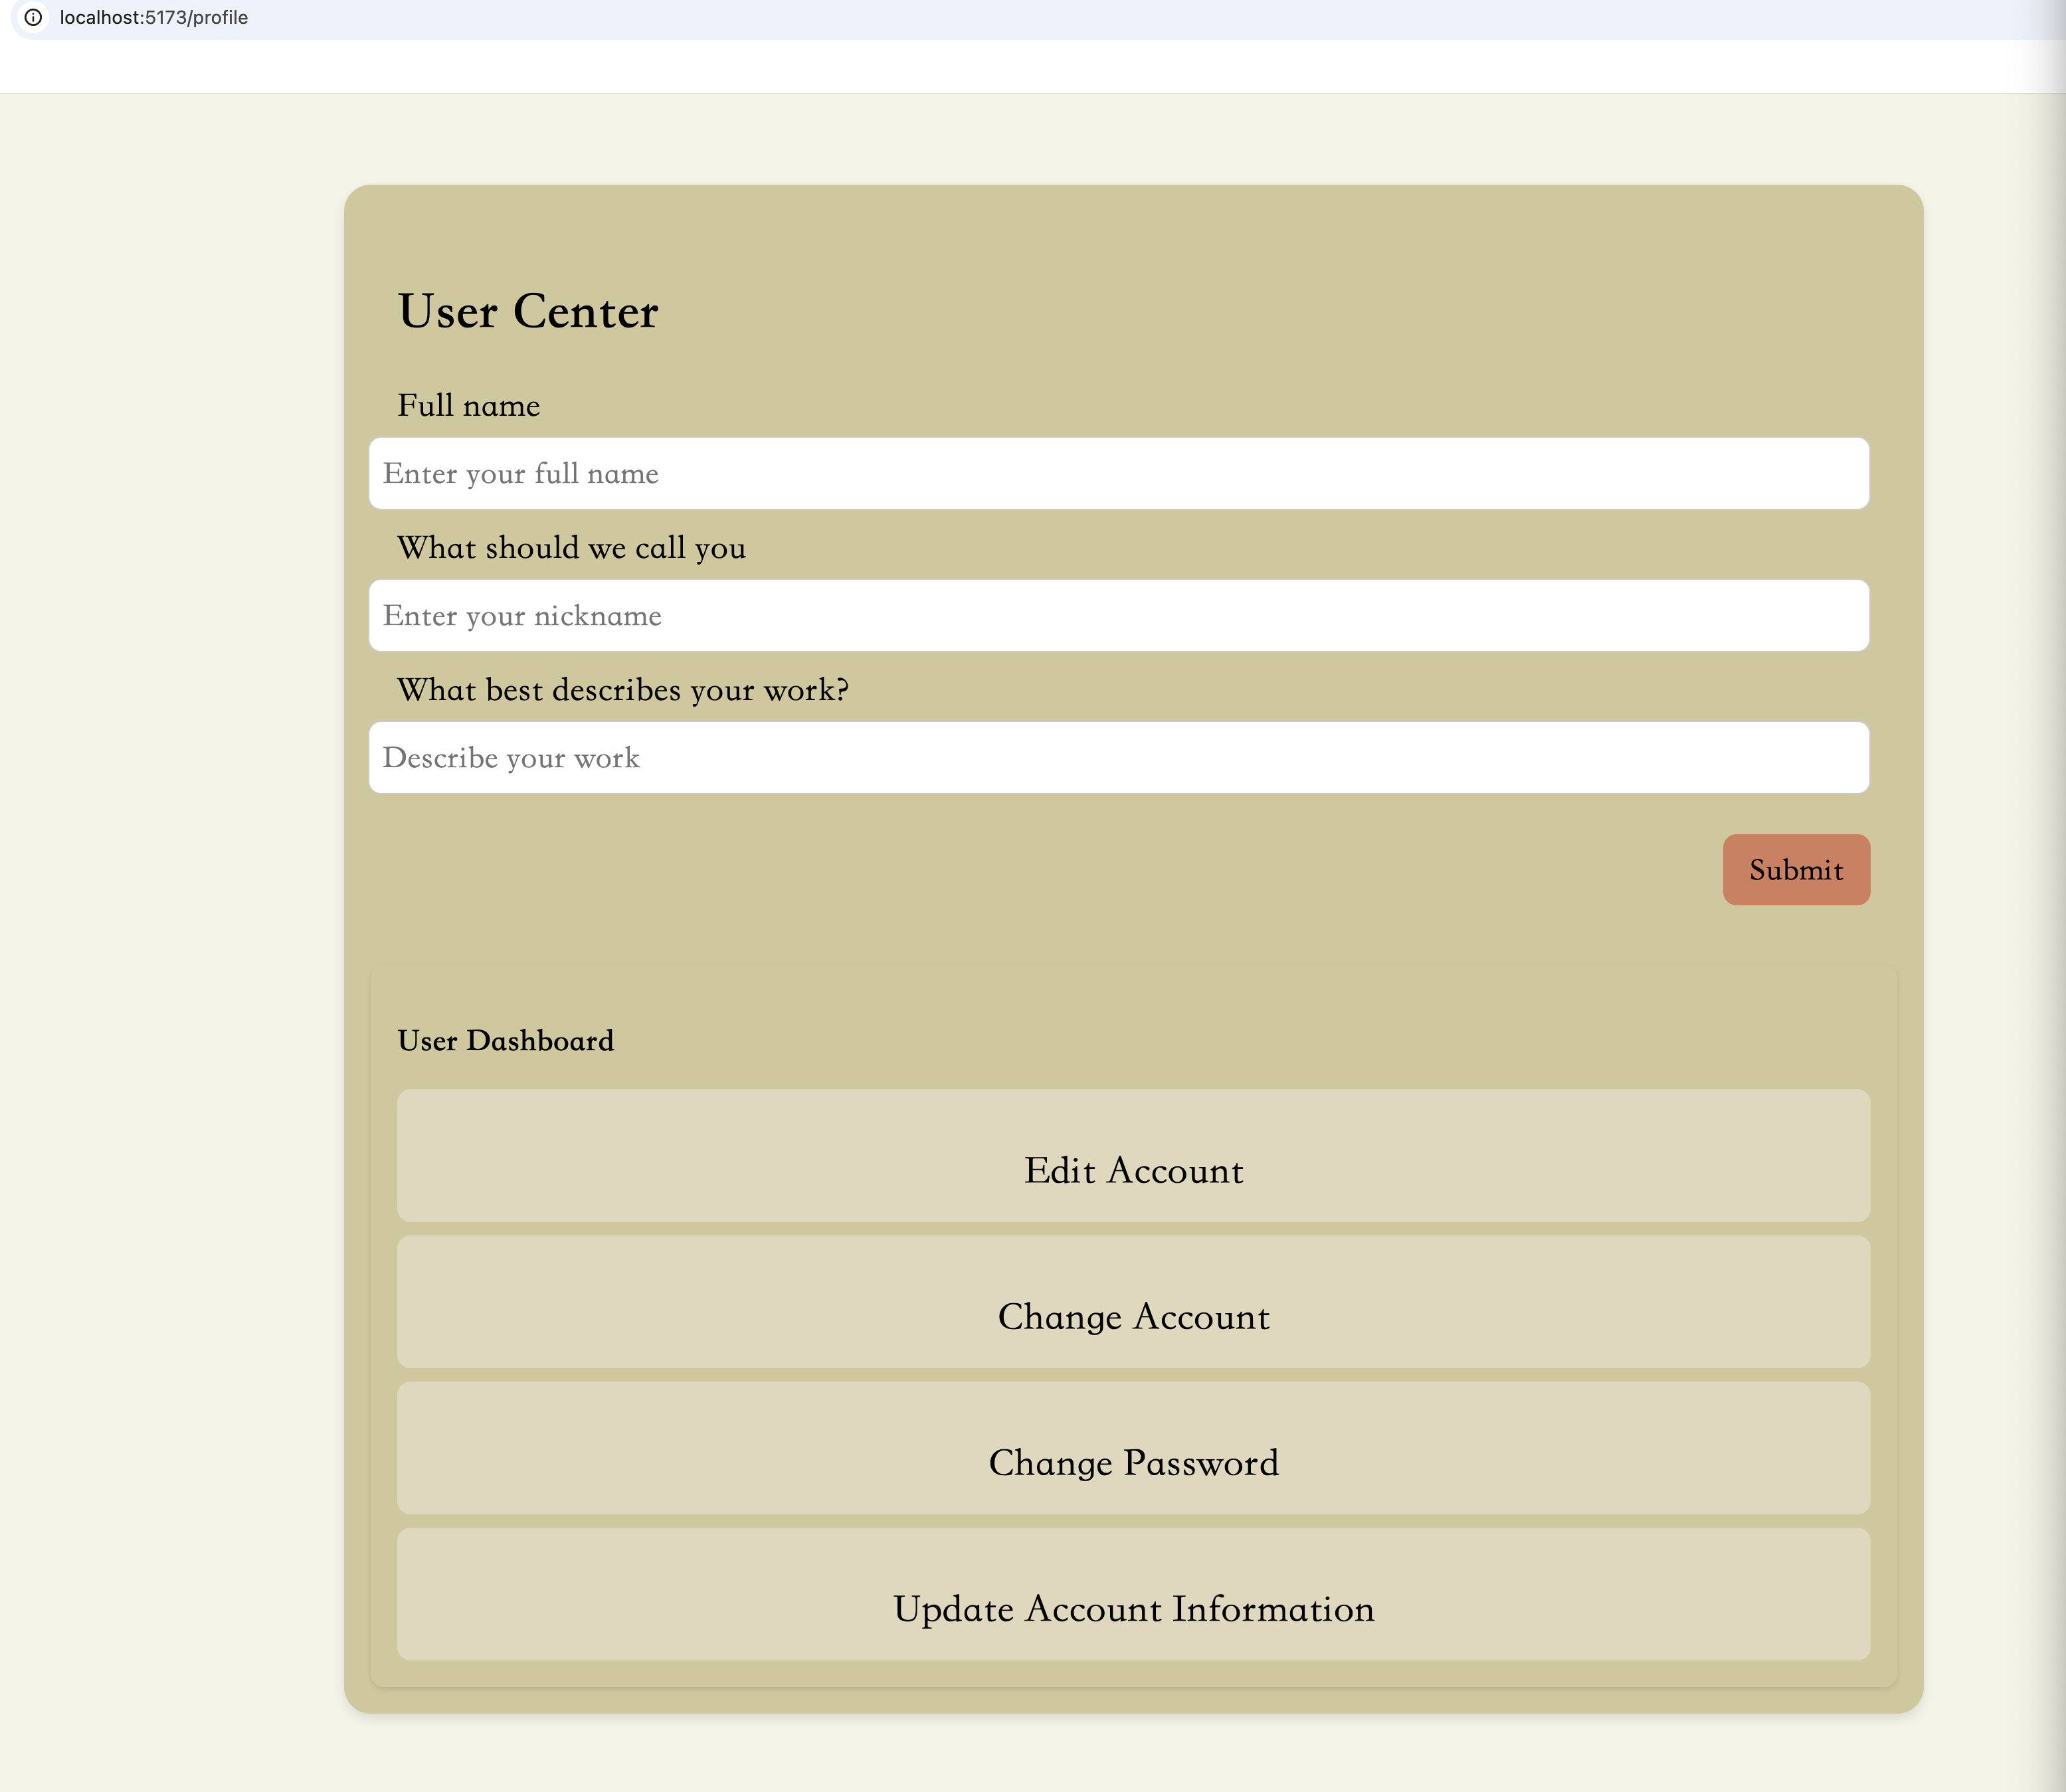 localhost:5173/profile
User Center
Full name
Enter your full name
What should we call you
Enter your nickname
What best describes your work?
Describe your work
Submit
User Dashboard
Edit Account
Change Account
Change Password
Update Account Information